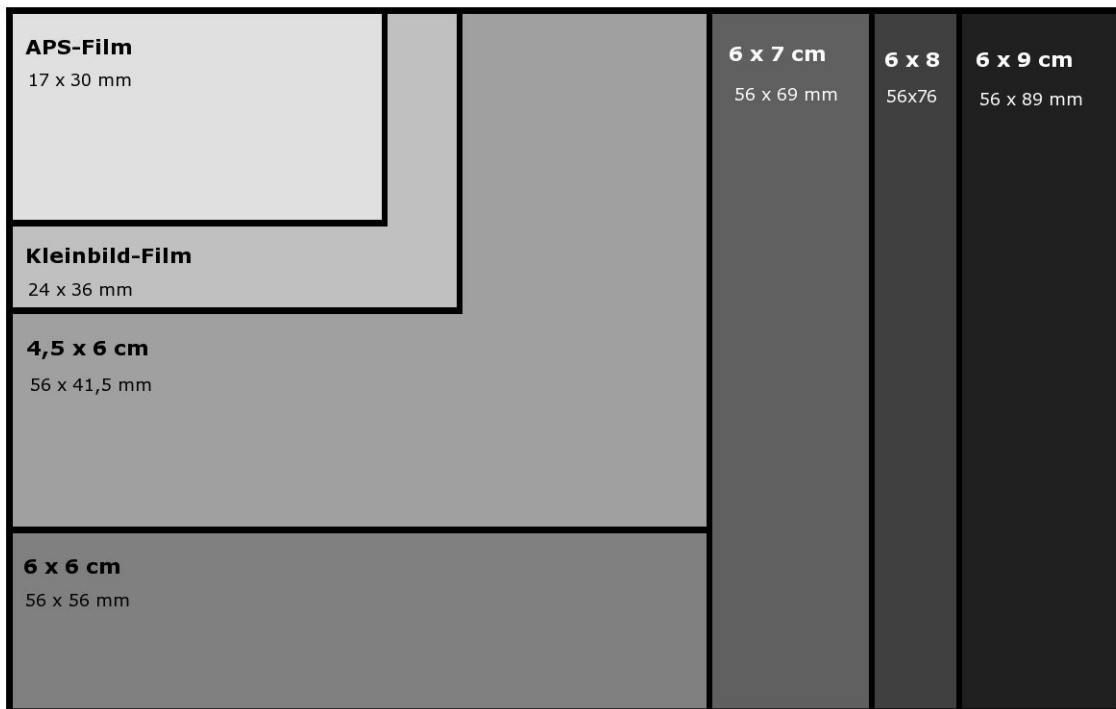 APS-Film
17 x 30 mm
Kleinbild-Film
24 x 36 mm
4,5 x 6 cm
56 x 41,5 mm
6 x 6 cm
56 x 56 mm
6 x 7 cm
56 x 69 mm
6 x 8
56x76
6 x 9 cm
56 x 89 mm